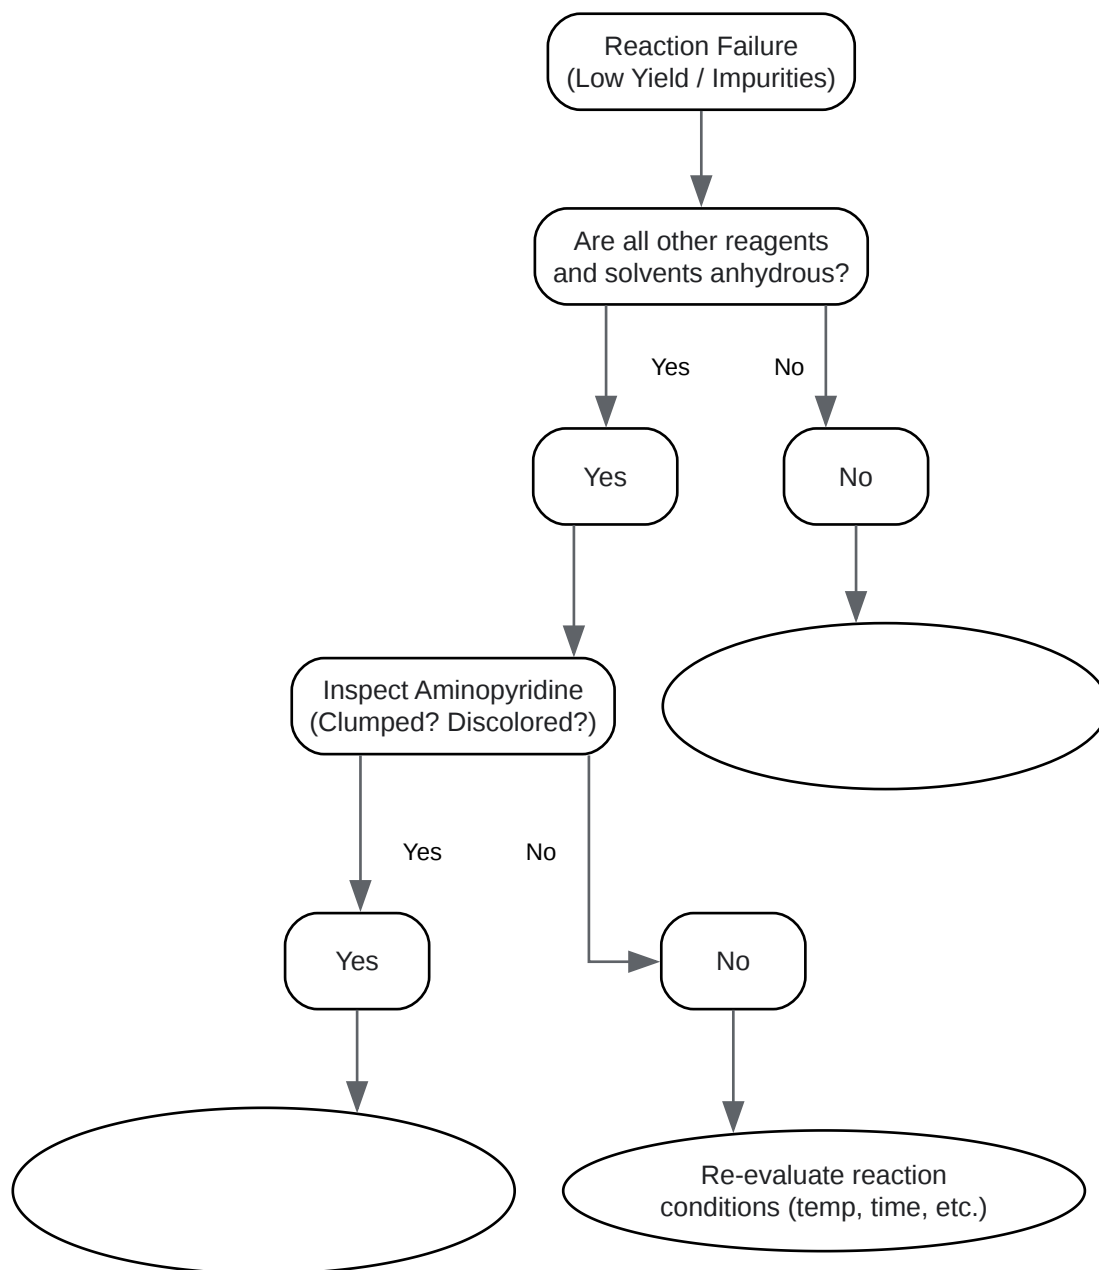 Reaction Failure
(Low Yield / Impurities)
Are all other reagents
and solvents anhydrous?
Yes
No
Yes
No
Inspect Aminopyridine
(Clumped? Discolored?)
Yes
No
Yes
No
Re-evaluate reaction
conditions (temp, time, etc.)